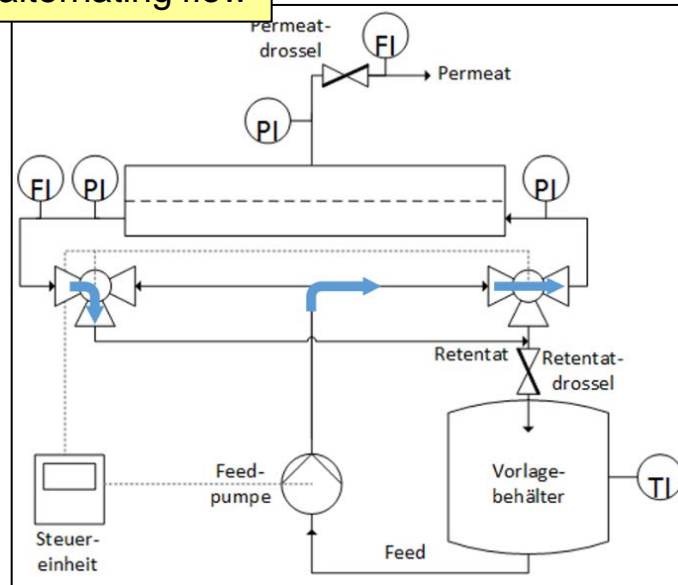 alternating flow
Permeat-
drossel
FI
Permeat
PI
FI
PI
PI
Retentat
Retentat-
drossel
Feed-
pumpe
Vorlage-
behälter
TI
Steuer-
einheit
Feed